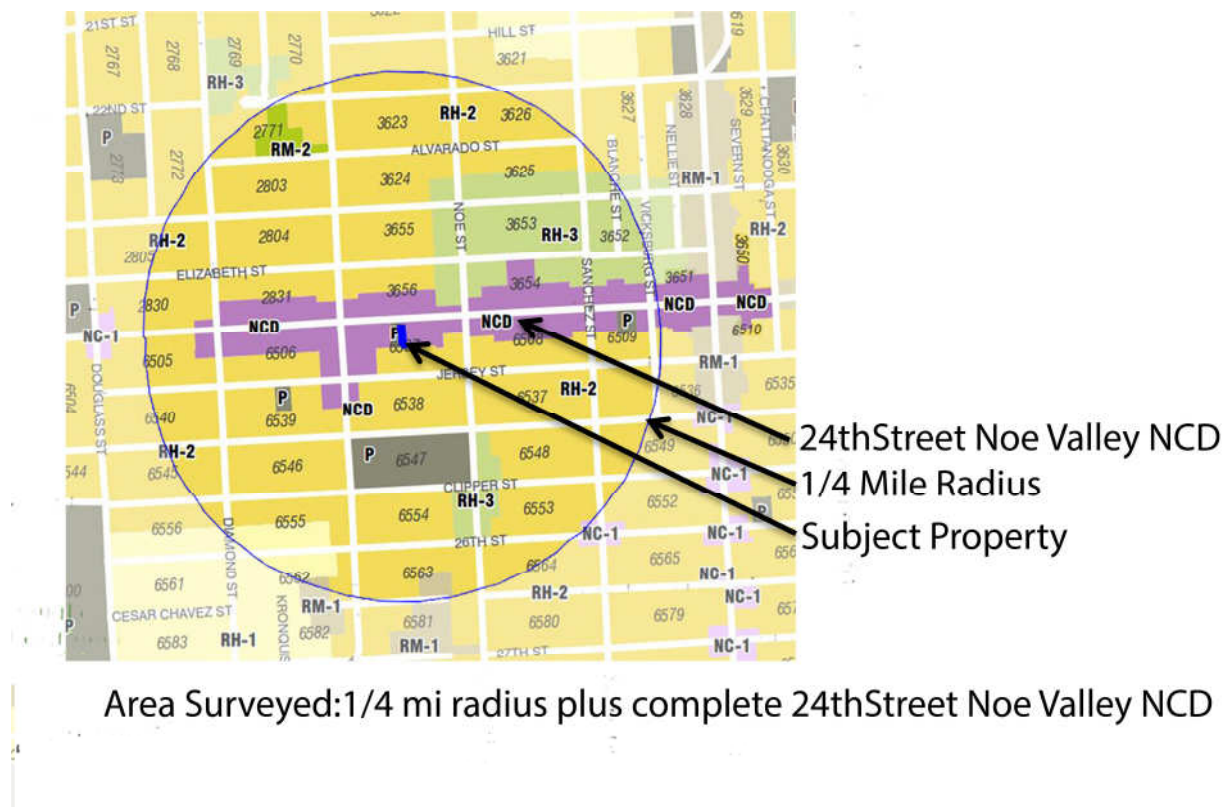 21ST ST
HILL ST
3621
2767
2768
2769
2770
RH-3
22ND ST
P
2771
RM-2
2772
2773
3623
RH-2
3626
3627
3628
3629
619
ALVARADO ST
2803
3624
3625
BLANCHE ST
NELLIE ST
SEVERN ST
CHATTANOOGA ST
3630
RM-1
2804
3655
NOE ST
3653
RH-3
3652
VICKSBURG ST
RH-2
RH-2
2805
ELIZABETH ST
SANCHEZ ST
3650
2830
2831
3656
3654
3651
P
NCD
NCD
P
NCD
NCD
NC-1
6505
6506
6508
6509
6510
DOUGLASS ST
JERSEY ST
RM-1
6504
6540
P
6539
NCD
6538
6537
RH-2
6536
6535
NC-1
24thStreet Noe Valley NCD
RH-2
6545
6546
P
6547
6548
6549
NC-1
1/4 Mile Radius
544
CLIPPER ST
RH-3
6556
DIAMOND ST
6555
6554
6553
6552
P
26TH ST
NC-1
NC-1
Subject Property
6561
6562
6563
6564
6565
NC-1
RH-2
NC-1
CESAR CHAVEZ ST
KRONQUIS
RM-1
P
6583
RH-1
6582
6581
6580
6579
RM-1
27TH ST
NC-1
Area Surveyed:1/4 mi radius plus complete 24thStreet Noe Valley NCD